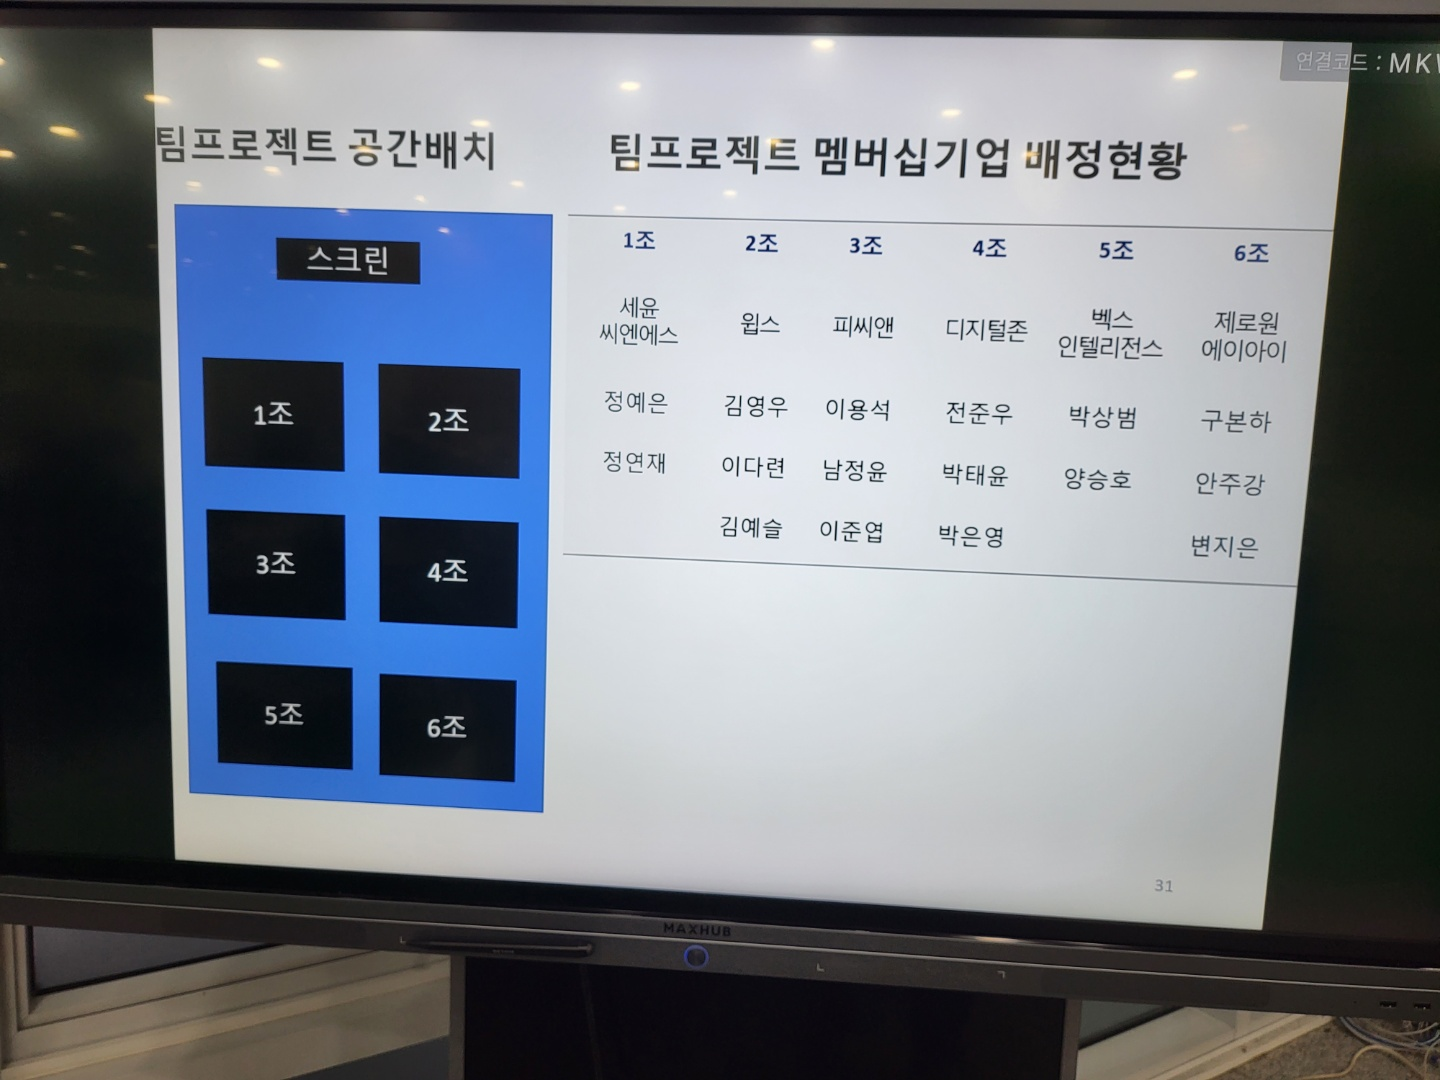 연결코드 : MK
팀프로젝트 공간배치
스크린
1조 2조
3조 4조
5조 6조
팀프로젝트 멤버십기업 배정현황
1조 2조 3조 4조 5조 6조
세윤 씨엔에스 윕스 피씨앤 디지털존 벡스 인텔리전스 제로원 에이아이
정예은 김영우 이용석 전준우 박상범 구본하
정연재 이다련 남정윤 박태윤 양승호 안주강
김예슬 이준엽 박은영 변지은
31
MAXHUB